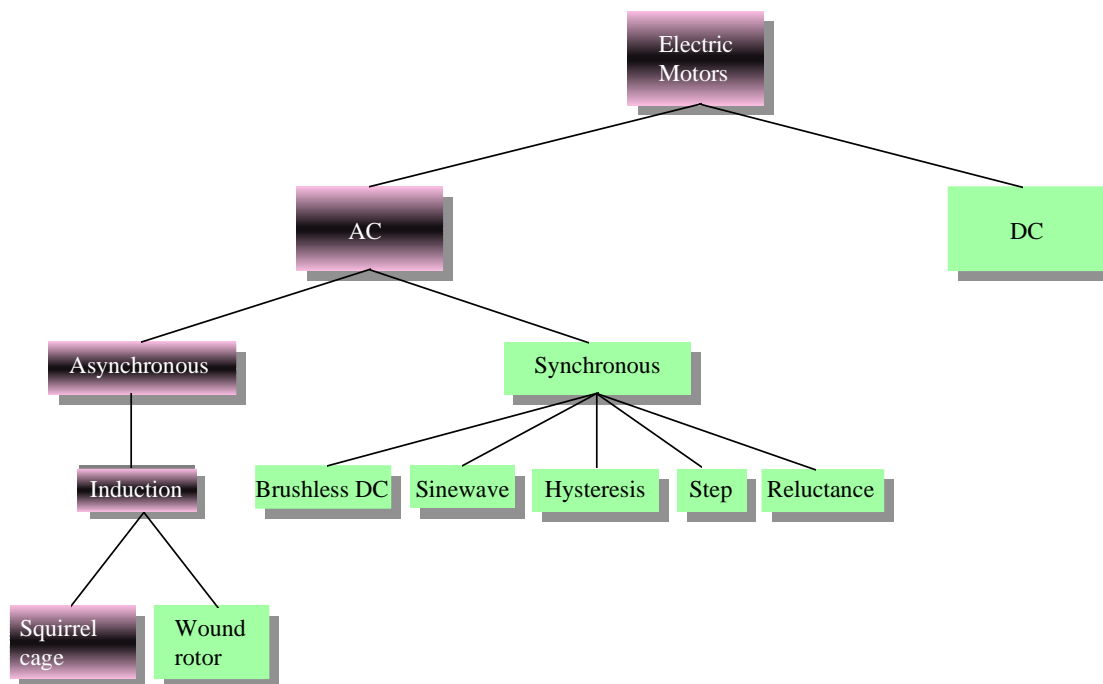 Electric
Motors
AC
DC
Asynchronous
Synchronous
Induction
Brushless DC
Sinewave
Hysteresis
Step
Reluctance
Squirrel
cage
Wound
rotor